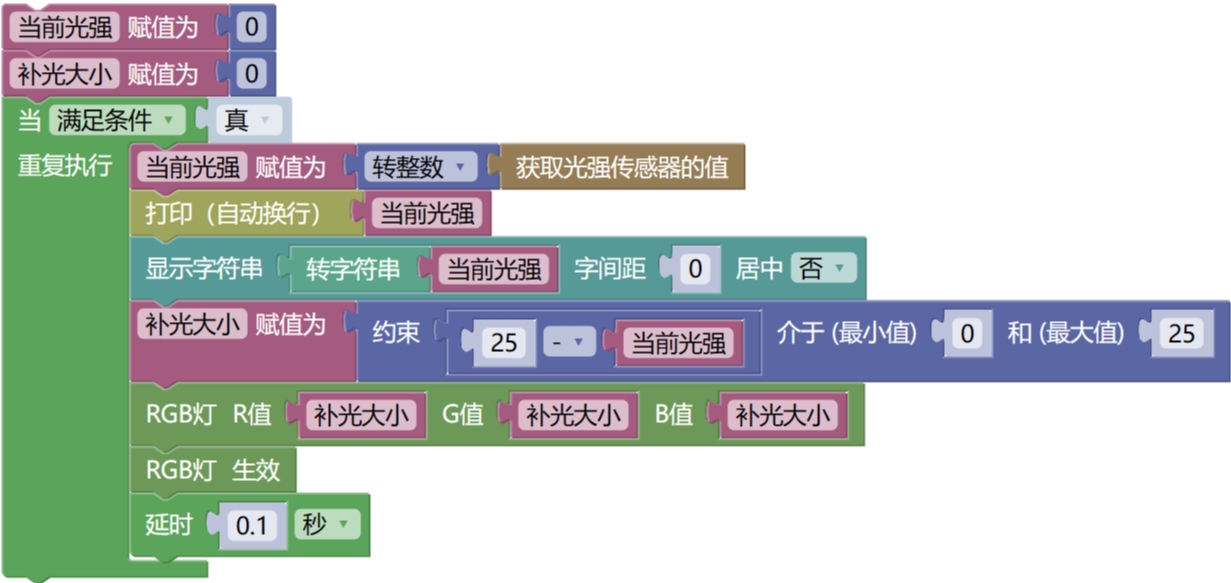 当前光强 赋值为 0
补光大小 赋值为 0
当 满足条件 真
重复执行 当前光强 赋值为 转整数 获取光强传感器的值
打印（自动换行） 当前光强
显示字符串 转字符串 当前光强 字间距 0 居中 否
补光大小 赋值为 约束 25 - 当前光强 介于 (最小值) 0 和 (最大值) 25
RGB灯 R值 补光大小 G值 补光大小 B值 补光大小
RGB灯 生效
延时 0.1 秒